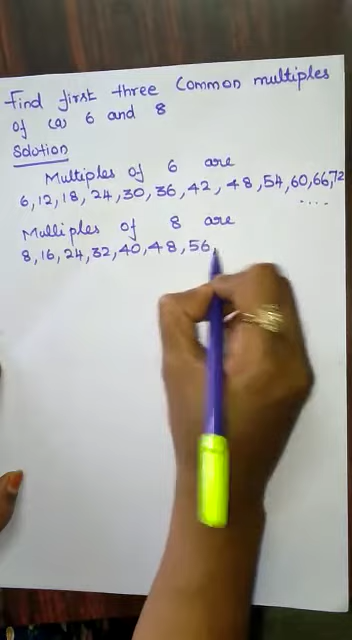 Find first three Common multiples
of (a) 6 and 8
Solution
Multiples of 6 are
6, 12, 18, 24, 30, 36, 42, 48, 54, 60, 66, 72
....
Multiples of 8 are
8, 16, 24, 32, 40, 48, 56,